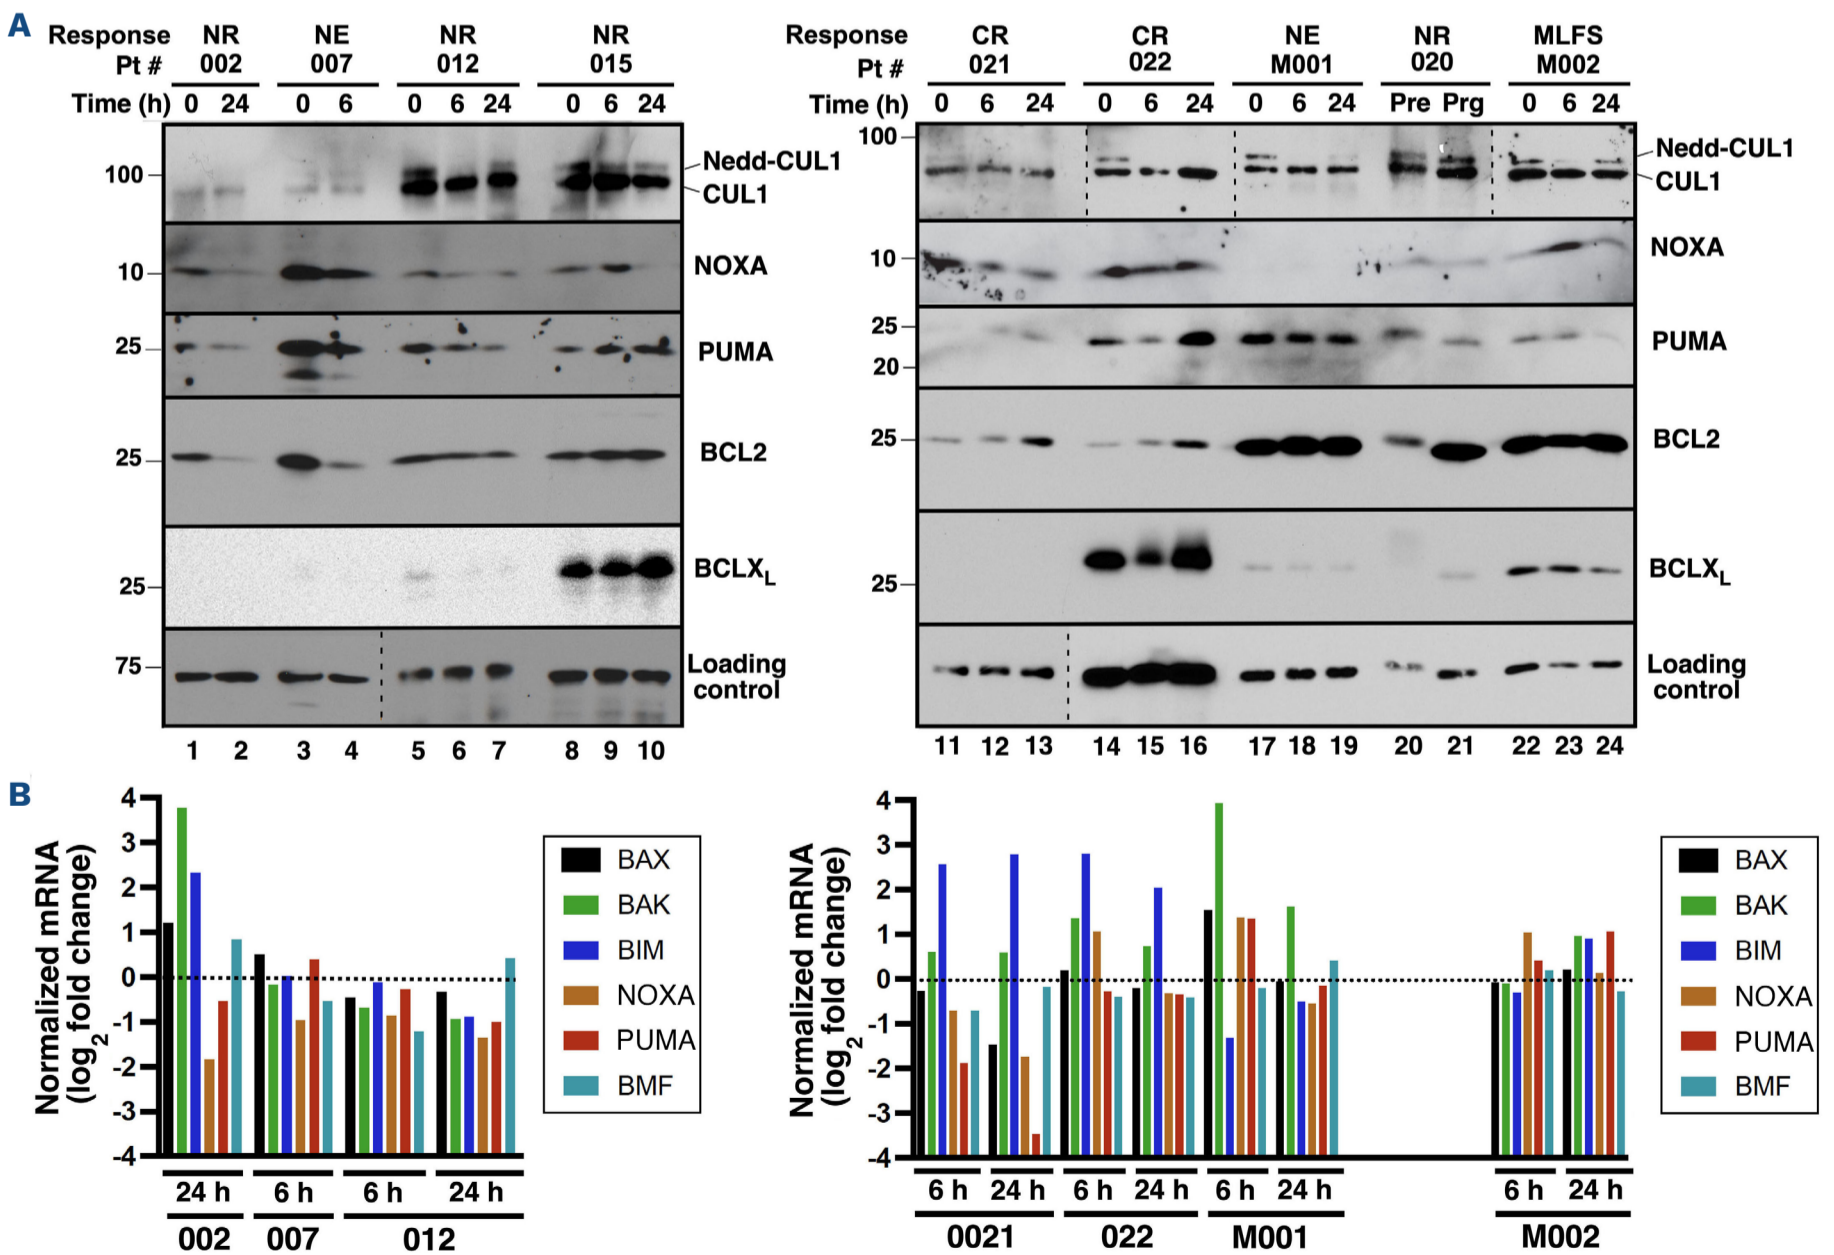 A
Response NR NE NR NR
Pt # 002 007 012 015
Time (h) 0 24 0 6 0 6 24 0 6 24
100
Nedd-CUL1
CUL1
10 NOXA
25 PUMA
25 BCL2
25 BCLXL
75 Loading control
1 2 3 4 5 6 7 8 9 10
Response CR CR NE NR MLFS
Pt # 021 022 M001 020 M002
Time (h) 0 6 24 0 6 24 0 6 24 Pre Prg 0 6 24
100
Nedd-CUL1
CUL1
10 NOXA
25
20
PUMA
25 BCL2
25 BCLXL
Loading control
11 12 13 14 15 16 17 18 19 20 21 22 23 24
B
Normalized mRNA
(log2 fold change)
4
3
2
1
0
-1
-2
-3
-4
BAX
BAK
BIM
NOXA
PUMA
BMF
24 h 6 h 6 h 24 h
002 007 012
Normalized mRNA
(log2 fold change)
4
3
2
1
0
-1
-2
-3
-4
BAX
BAK
BIM
NOXA
PUMA
BMF
6 h 24 h 6 h 24 h 6 h 24 h 6 h 24 h
0021 022 M001 M002